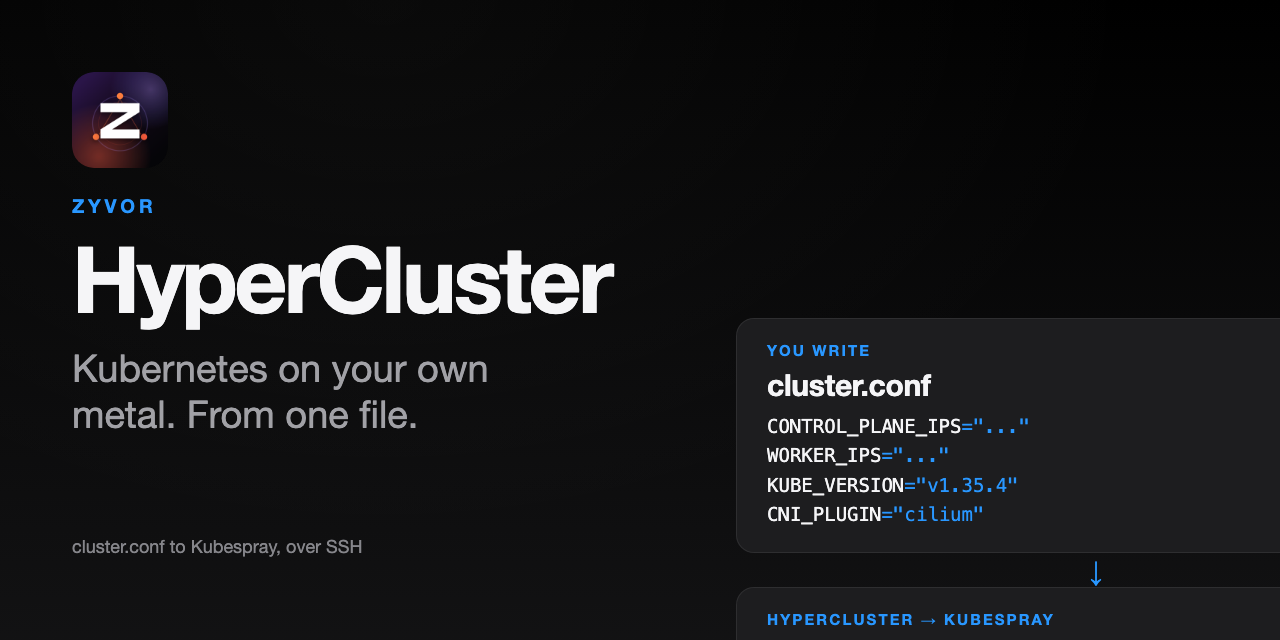 Z
ZYVOR
HyperCluster
Kubernetes on your own
metal. From one file.
cluster.conf to Kubespray, over SSH
YOU WRITE
cluster.conf
CONTROL_PLANE_IPS="..."
WORKER_IPS="..."
KUBE_VERSION="v1.35.4"
CNI_PLUGIN="cilium"
↓
HYPERCLUSTER → KUBESPRAY